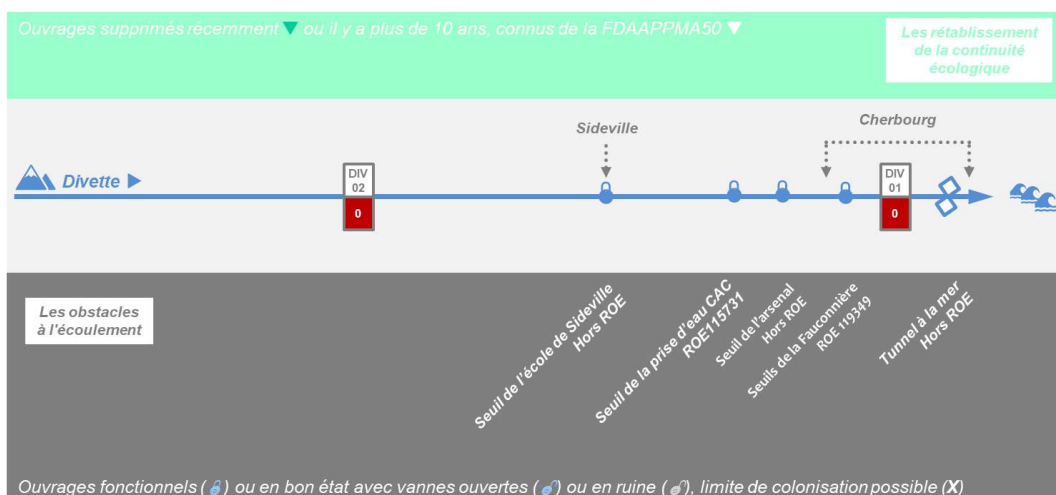 Ouvrages supprimés récemment ▼ ou il y a plus de 10 ans, connus de la FDAAPPMA50 ▼
Les rétablissement
de la continuité
écologique
Sideville
Cherbourg
Divette ►
DIV
02
0
DIV
01
0
Les obstacles
à l'écoulement
Seuil de l'école de Sideville
Hors ROE
Seuil de la prise d'eau CAC
ROE115731
Seuil de l'arsenal
Hors ROE
Seuils de la Fauconnière
ROE 119349
Tunnel à la mer
Hors ROE
Ouvrages fonctionnels ( ) ou en bon état avec vannes ouvertes ( ) ou en ruine ( ), limite de colonisation possible (X)